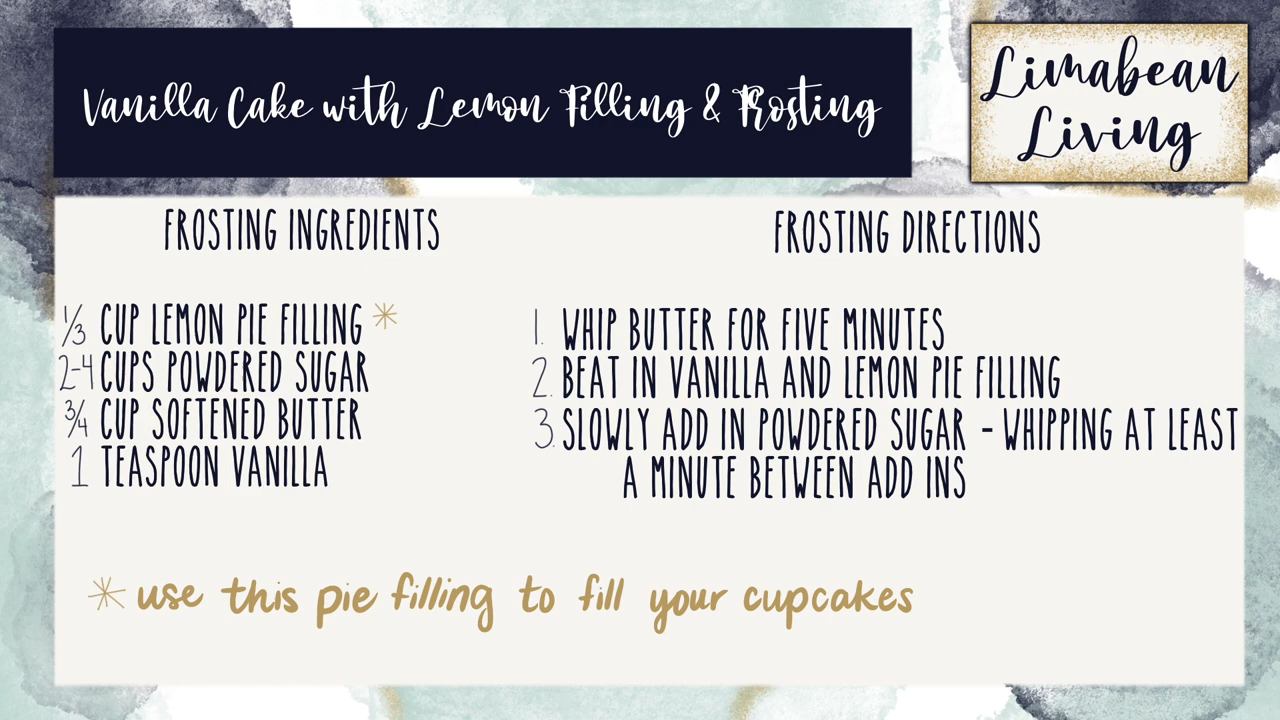 Vanilla Cake with Lemon Filling & Frosting
Limabean
Living
FROSTING INGREDIENTS
1/3 CUP LEMON PIE FILLING *
2-4 CUPS POWDERED SUGAR
3/4 CUP SOFTENED BUTTER
1 TEASPOON VANILLA
FROSTING DIRECTIONS
1. WHIP BUTTER FOR FIVE MINUTES
2. BEAT IN VANILLA AND LEMON PIE FILLING
3. SLOWLY ADD IN POWDERED SUGAR - WHIPPING AT LEAST
A MINUTE BETWEEN ADD INS
* use this pie filling to fill your cupcakes